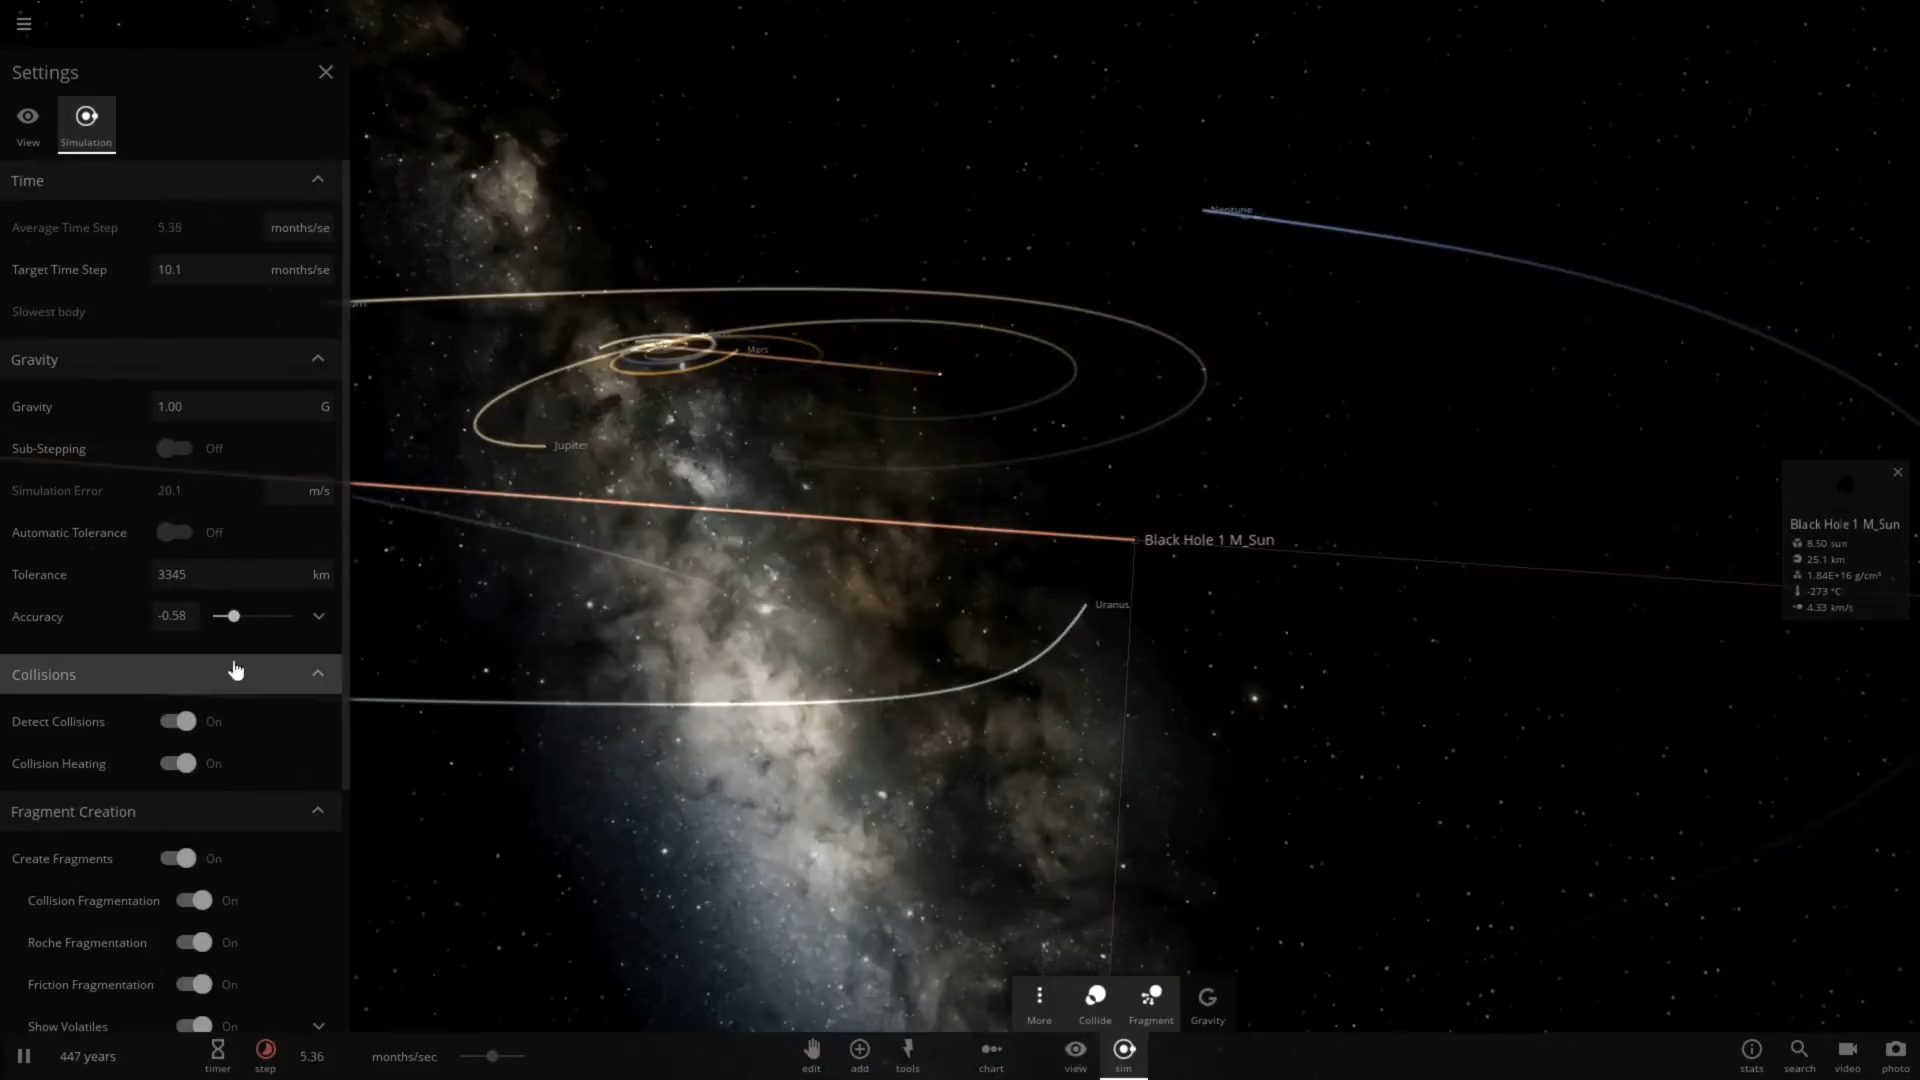 Settings
View
Simulation
Time
Average Time Step 5.38 months/se
Target Time Step 10.1 months/se
Slowest body
Gravity
Gravity 1.00 G
Sub-Stepping Off
Simulation Error 20.1 m/s
Automatic Tolerance Off
Tolerance 3345 km
Accuracy -0.58
Collisions
Detect Collisions On
Collision Heating On
Fragment Creation
Create Fragments On
Collision Fragmentation On
Roche Fragmentation On
Friction Fragmentation On
Show Volatiles On
Neptune
Mars
Jupiter
Black Hole 1 M_Sun
Uranus
Black Hole 1 M_Sun
8.50 sun
25.1 km
1.84E+16 g/cm³
-273 °C
4.33 km/s
More
Collide
Fragment
G
Gravity
447 years
timer
step
5.36
months/sec
edit
add
tools
chart
view
sim
stats
search
video
photo